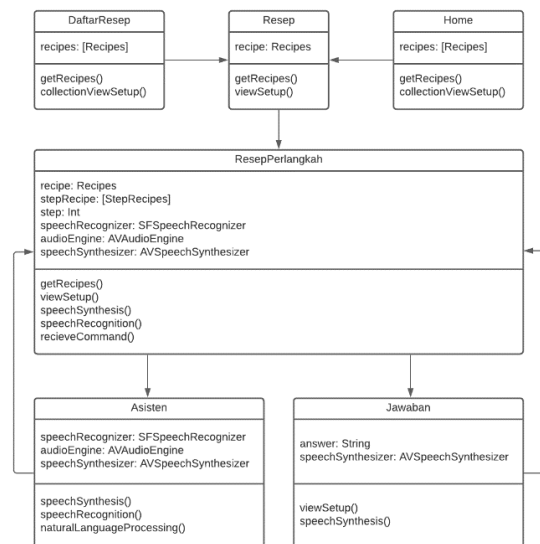 DaftarResep
recipes: [Recipes]
getRecipes()
collectionViewSetup()
Resep
recipe: Recipes
getRecipes()
viewSetup()
Home
recipes: [Recipes]
getRecipes()
collectionViewSetup()
ResepPerlangkah
recipe: Recipes
stepRecipe: [StepRecipes]
step: Int
speechRecognizer: SFSpeechRecognizer
audioEngine: AVAudioEngine
speechSynthesizer: AVSpeechSynthesizer
getRecipes()
viewSetup()
speechSynthesis()
speechRecognition()
recieveCommand()
Asisten
speechRecognizer: SFSpeechRecognizer
audioEngine: AVAudioEngine
speechSynthesizer: AVSpeechSynthesizer
speechSynthesis()
speechRecognition()
naturalLanguageProcessing()
Jawaban
answer: String
speechSynthesizer: AVSpeechSynthesizer
viewSetup()
speechSynthesis()